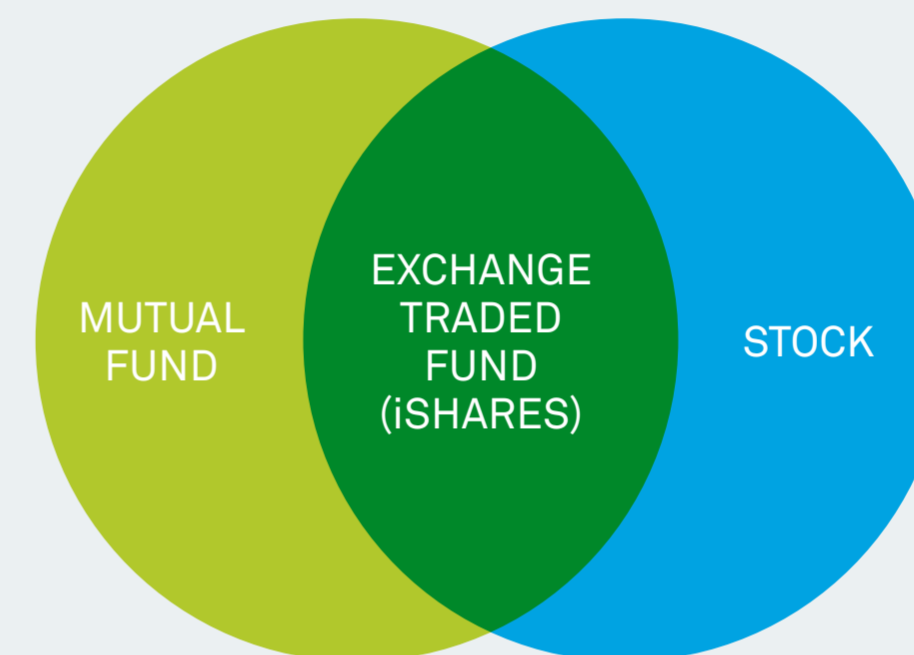 MUTUAL
FUND
EXCHANGE
TRADED
FUND
(iSHARES)
STOCK